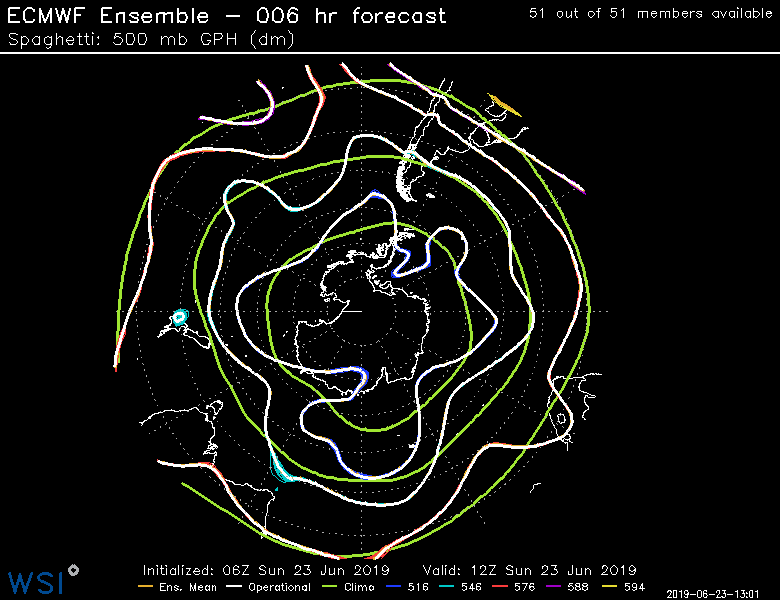 ECMWF Ensemble – 006 hr forecast
51 out of 51 members available
Spaghetti: 500 mb GPH (dm)
Initialized: 06Z Sun 23 Jun 2019 Valid: 12Z Sun 23 Jun 2019
WSI
Ens. Mean Operational Climo 516 546 576 588 594
2019-06-23-13:01